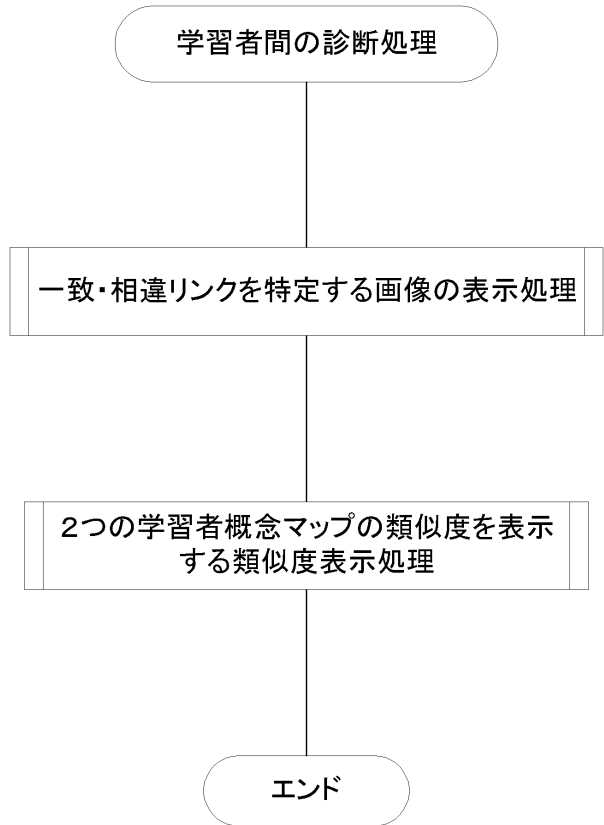 学習者間の診断処理
一致・相違リンクを特定する画像の表示処理
２つの学習者概念マップの類似度を表示
する類似度表示処理
エンド